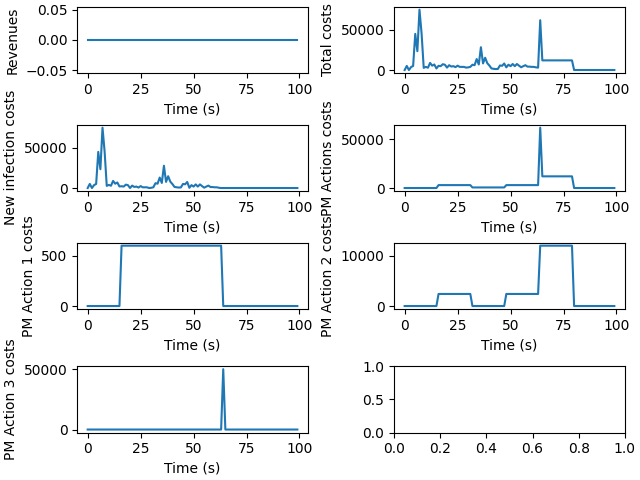 Revenues
0.05
0.00
−0.05
0 25 50 75 100
Time (s)
Total costs
50000
0
0 25 50 75 100
Time (s)
New infection costs
50000
0
0 25 50 75 100
Time (s)
PM Actions costs
50000
0
0 25 50 75 100
Time (s)
PM Action 1 costs
500
0
0 25 50 75 100
Time (s)
PM Action 2 costs
10000
0
0 25 50 75 100
Time (s)
PM Action 3 costs
50000
0
0 25 50 75 100
Time (s)
1.0
0.5
0.0
0.0 0.2 0.4 0.6 0.8 1.0